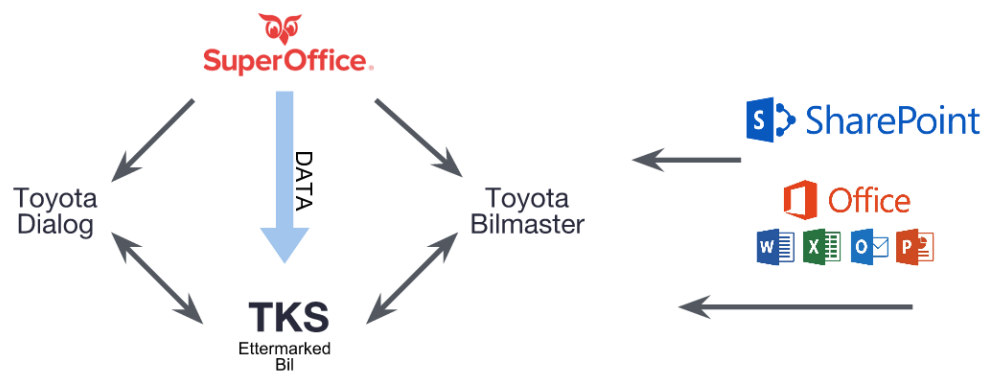 SuperOffice®
DATA
Toyota
Dialog
Toyota
Bilmaster
TKS
Ettermarked
Bil
S
SharePoint
Office
W
X
O
P